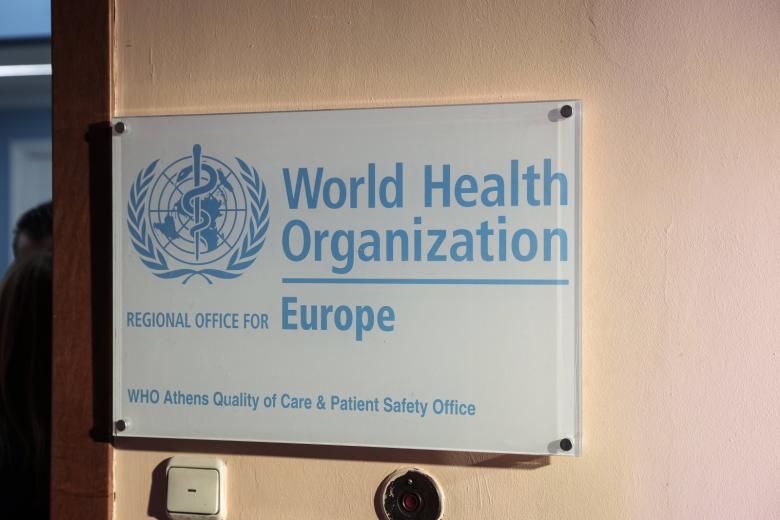 World Health
Organization
REGIONAL OFFICE FOR Europe
WHO Athens Quality of Care & Patient Safety Office